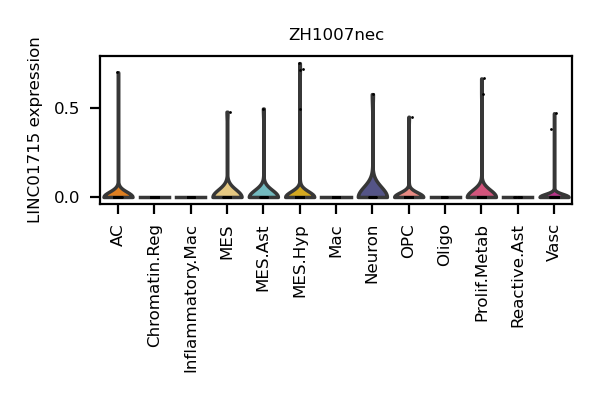 ZH1007nec
LINC01715 expression
0.5
0.0
AC
Chromatin.Reg
Inflammatory.Mac
MES
MES.Ast
MES.Hyp
Mac
Neuron
OPC
Oligo
Prolif.Metab
Reactive.Ast
Vasc